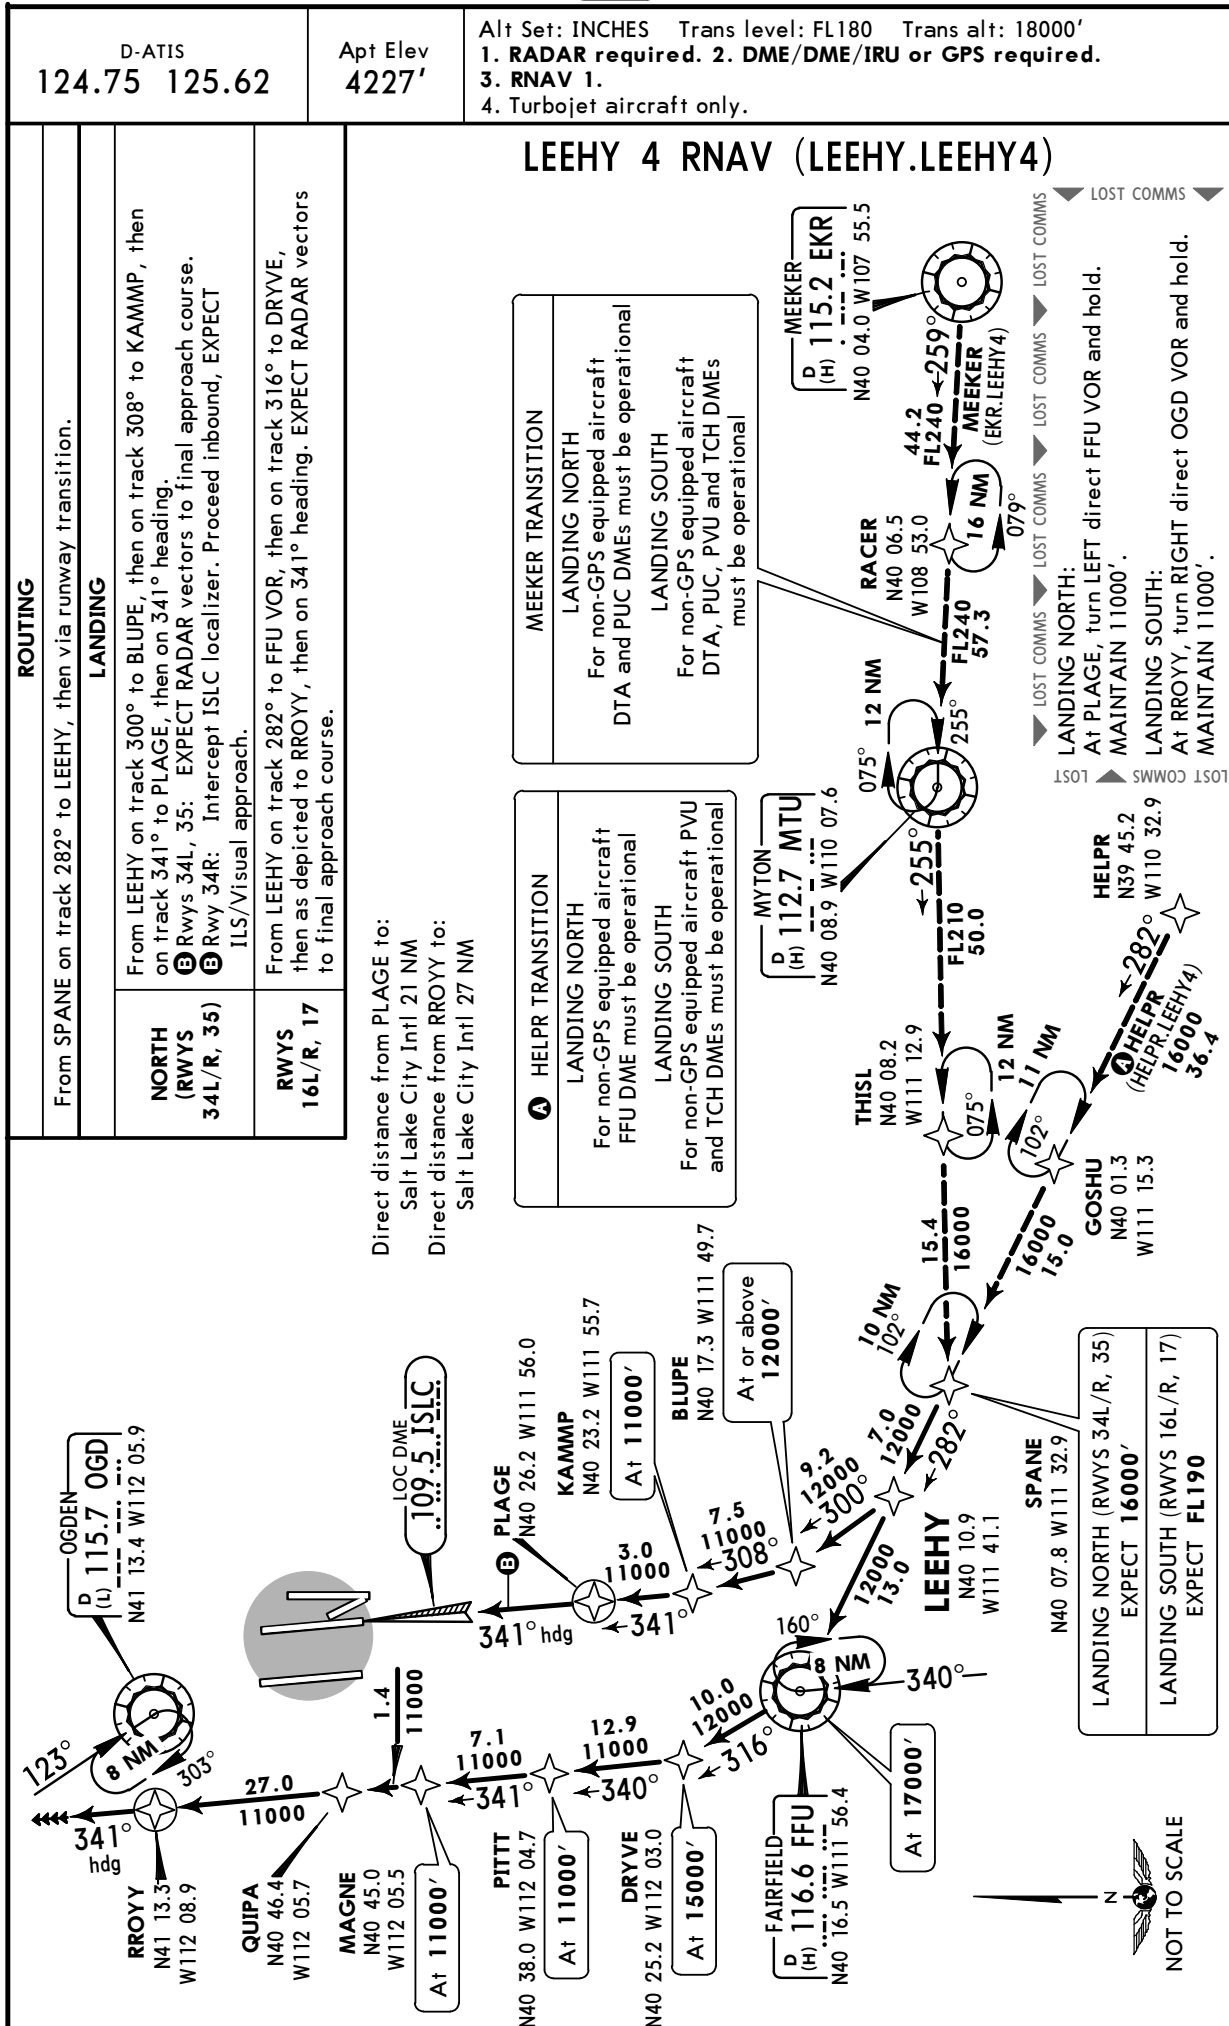 D-ATIS
124.75 125.62
Apt Elev
4227'
Alt Set: INCHES Trans level: FL180 Trans alt: 18000'
1. RADAR required. 2. DME/DME/IRU or GPS required.
3. RNAV 1.
4. Turbojet aircraft only.
LEEHY 4 RNAV (LEEHY.LEEHY4)
ROUTING
From SPANE on track 282° to LEEHY, then via runway transition.
LANDING
NORTH
(RWYS
34L/R, 35)
From LEEHY on track 300° to BLUPE, then on track 308° to KAMMP, then
on track 341° to PLAGE, then on 341° heading.
B Rwys 34L, 35: EXPECT RADAR vectors to final approach course.
B Rwy 34R: Intercept ISLC localizer. Proceed inbound, EXPECT
ILS/Visual approach.
RWYS
16L/R, 17
From LEEHY on track 282° to FFU VOR, then on track 316° to DRYVE,
then as depicted to RROYY, then on 341° heading. EXPECT RADAR vectors
to final approach course.
Direct distance from PLAGE to:
Salt Lake City Intl 21 NM
Direct distance from RROYY to:
Salt Lake City Intl 27 NM
MEEKER TRANSITION
LANDING NORTH
For non-GPS equipped aircraft
DTA and PUC DMEs must be operational
LANDING SOUTH
For non-GPS equipped aircraft
DTA, PUC, PVU and TCH DMEs
must be operational
A HELPR TRANSITION
LANDING NORTH
For non-GPS equipped aircraft
FFU DME must be operational
LANDING SOUTH
For non-GPS equipped aircraft PVU
and TCH DMEs must be operational
MEEKER
D
(H) 115.2 EKR
N40 04.0 W107 55.5
259°
44.2
FL240
MEEKER
(EKR.LEEHY4)
RACER
N40 06.5
W108 53.0
16 NM
079°
FL240
57.3
MYTON
D
(H) 112.7 MTU
N40 08.9 W110 07.6
12 NM
075°
255°
255°
FL210
50.0
THISL
N40 08.2
W111 12.9
12 NM
075°
15.4
16000
HELPR
N39 45.2
W110 32.9
282°
A HELPR
(HELPR.LEEHY4)
16000
36.4
GOSHU
N40 01.3
W111 15.3
11 NM
102°
16000
15.0
10 NM
102°
SPANE
N40 07.8 W111 32.9
LANDING NORTH (RWYS 34L/R, 35)
EXPECT 16000'
LANDING SOUTH (RWYS 16L/R, 17)
EXPECT FL190
7.0
12000
282°
LEEHY
N40 10.9
W111 41.1
9.2
12000
300°
BLUPE
N40 17.3 W111 49.7
At or above
12000'
7.5
11000
308°
KAMMP
N40 23.2 W111 55.7
At 11000'
3.0
11000
341°
PLAGE
N40 26.2 W111 56.0
B
341° hdg
LOC DME
109.5 ISLC
12000
13.0
FAIRFIELD
D
(H) 116.6 FFU
N40 16.5 W111 56.4
160°
8 NM
340°
At 17000'
10.0
12000
316°
DRYVE
N40 25.2 W112 03.0
At 15000'
12.9
11000
340°
PITTT
N40 38.0 W112 04.7
At 11000'
7.1
11000
341°
MAGNE
N40 45.0
W112 05.5
At 11000'
1.4
11000
QUIPA
N40 46.4
W112 05.7
27.0
11000
RROYY
N41 13.3
W112 08.9
341°
hdg
OGDEN
D
(L) 115.7 OGD
N41 13.4 W112 05.9
123°
8 NM
303°
LOST COMMS LOST COMMS LOST COMMS LOST COMMS LOST COMMS LOST COMMS LOST
LANDING NORTH:
At PLAGE, turn LEFT direct FFU VOR and hold.
MAINTAIN 11000'.
LANDING SOUTH:
At RROYY, turn RIGHT direct OGD VOR and hold.
MAINTAIN 11000'.
N
NOT TO SCALE